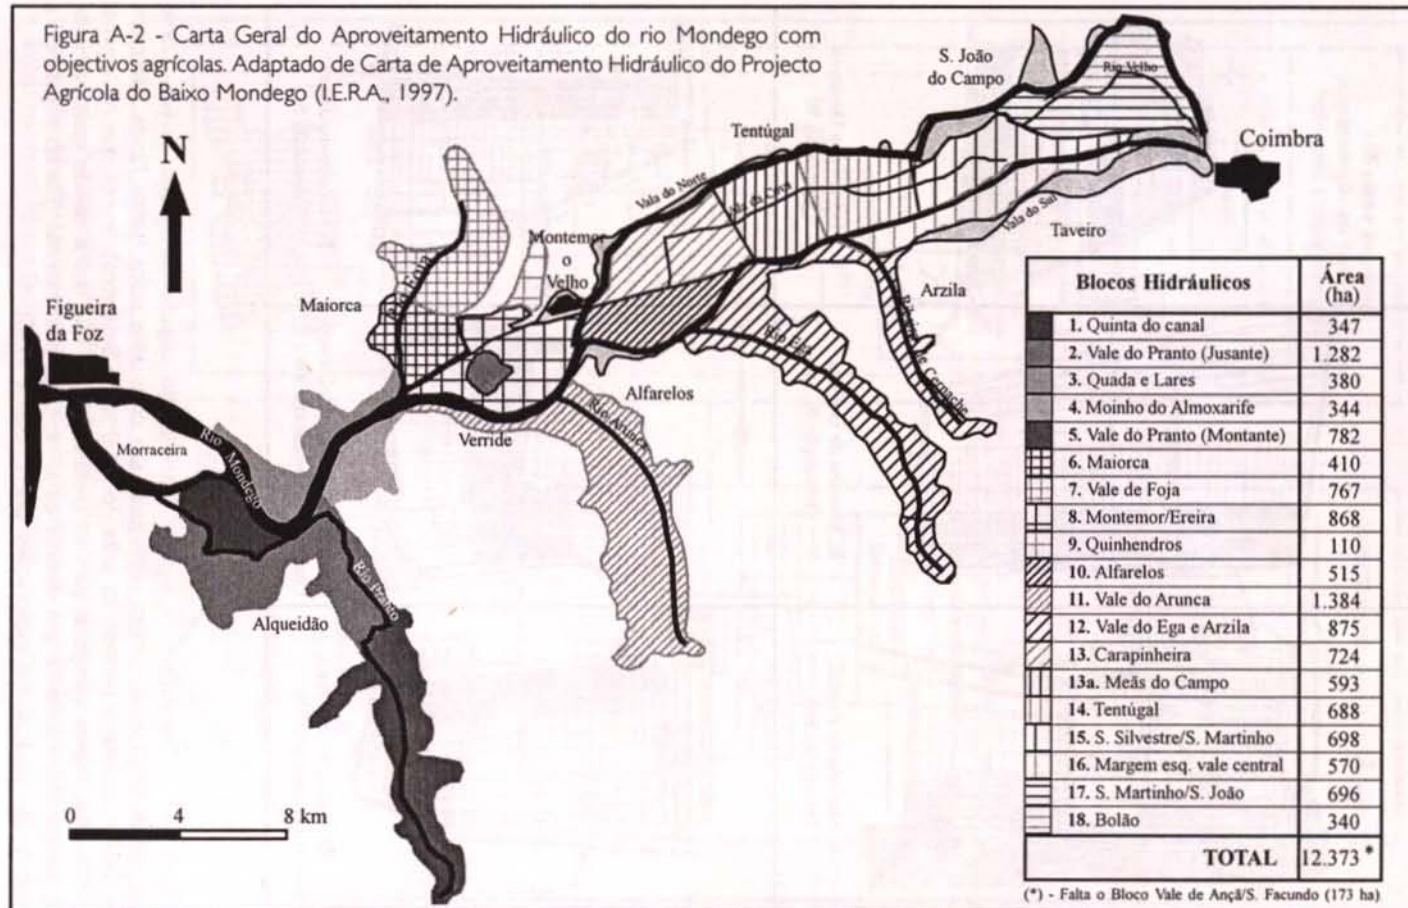 Figura A-2 - Carta Geral do Aproveitamento Hidráulico do rio Mondego com
objectivos agrícolas. Adaptado de Carta de Aproveitamento Hidráulico do Projecto
Agrícola do Baixo Mondego (I.E.R.A., 1997).
N
S. João
do Campo
Rio Velho
Tentúgal
Coimbra
Vala do Norte
Vala do Sul
Taveiro
Montemor
o
Velho
Rio Foja
Maiorca
Arzila
Figueira
da Foz
Rio Ega
Ribeira de Cernache
Alfarelos
Rio Arunca
Verride
Morraceira
Rio Mondego
Rio Pranto
Alqueidão
0 4 8 km
Blocos Hidráulicos Área
(ha)
1. Quinta do canal 347
2. Vale do Pranto (Jusante) 1.282
3. Quada e Lares 380
4. Moinho do Almoxarife 344
5. Vale do Pranto (Montante) 782
6. Maiorca 410
7. Vale de Foja 767
8. Montemor/Ereira 868
9. Quinhendros 110
10. Alfarelos 515
11. Vale do Arunca 1.384
12. Vale do Ega e Arzila 875
13. Carapinheira 724
13a. Meãs do Campo 593
14. Tentúgal 688
15. S. Silvestre/S. Martinho 698
16. Margem esq. vale central 570
17. S. Martinho/S. João 696
18. Bolão 340
TOTAL 12.373 *
(*) - Falta o Bloco Vale de Ançã/S. Facundo (173 ha)